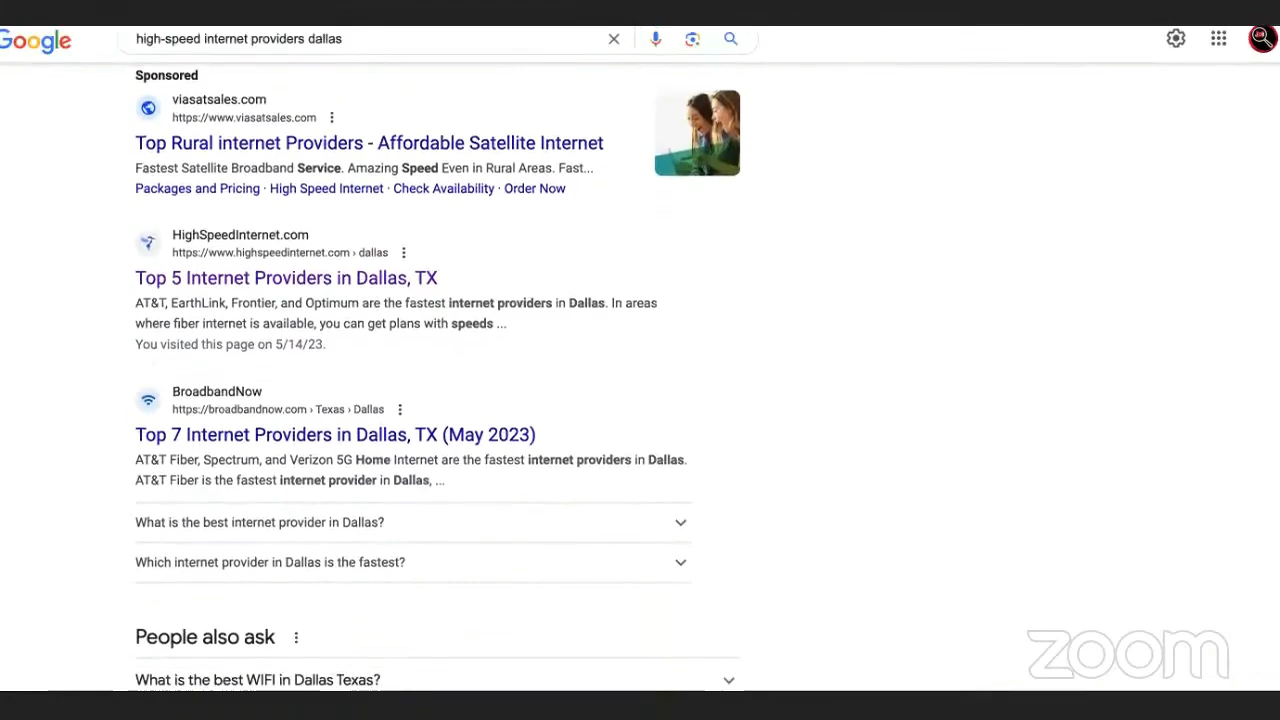 Google
high-speed internet providers dallas
Sponsored
viasatsales.com
https://www.viasatsales.com
Top Rural internet Providers - Affordable Satellite Internet
Fastest Satellite Broadband Service. Amazing Speed Even in Rural Areas. Fast...
Packages and Pricing · High Speed Internet · Check Availability · Order Now
HighSpeedInternet.com
https://www.highspeedinternet.com › dallas
Top 5 Internet Providers in Dallas, TX
AT&T, EarthLink, Frontier, and Optimum are the fastest internet providers in Dallas. In areas
where fiber internet is available, you can get plans with speeds ...
You visited this page on 5/14/23.
BroadbandNow
https://broadbandnow.com › Texas › Dallas
Top 7 Internet Providers in Dallas, TX (May 2023)
AT&T Fiber, Spectrum, and Verizon 5G Home Internet are the fastest internet providers in Dallas.
AT&T Fiber is the fastest internet provider in Dallas, ...
What is the best internet provider in Dallas?
Which internet provider in Dallas is the fastest?
People also ask
What is the best WIFI in Dallas Texas?
zoom